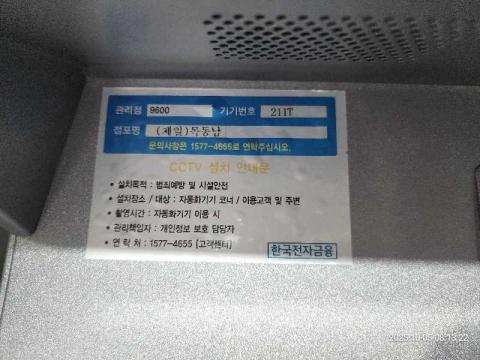 관리점 9600 기기번호 211T
점포명 (제일)목동남
문의사항은 1577-4655로 연락주십시오.
CCTV 설치 안내문
• 설치목적 : 범죄예방 및 시설안전
• 설치장소 / 대상 : 자동화기기 코너 / 이용고객 및 주변
• 촬영시간 : 자동화기기 이용 시
• 관리책임자 : 개인정보 보호 담당자
• 연 락 처 : 1577-4655 [고객센터]
한국전자금융
2025-10-05 08:13:22